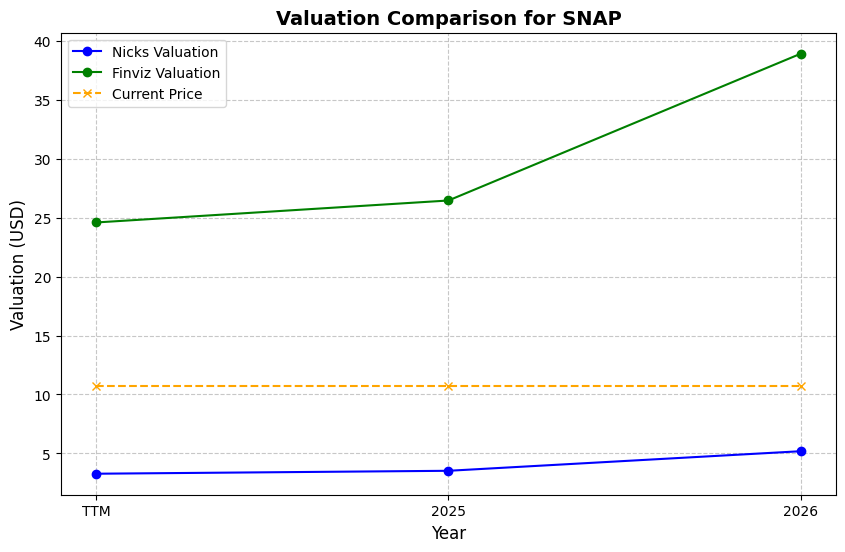 Valuation Comparison for SNAP
Nicks Valuation
Finviz Valuation
Current Price
Valuation (USD)
40
35
30
25
20
15
10
5
TTM
2025
2026
Year